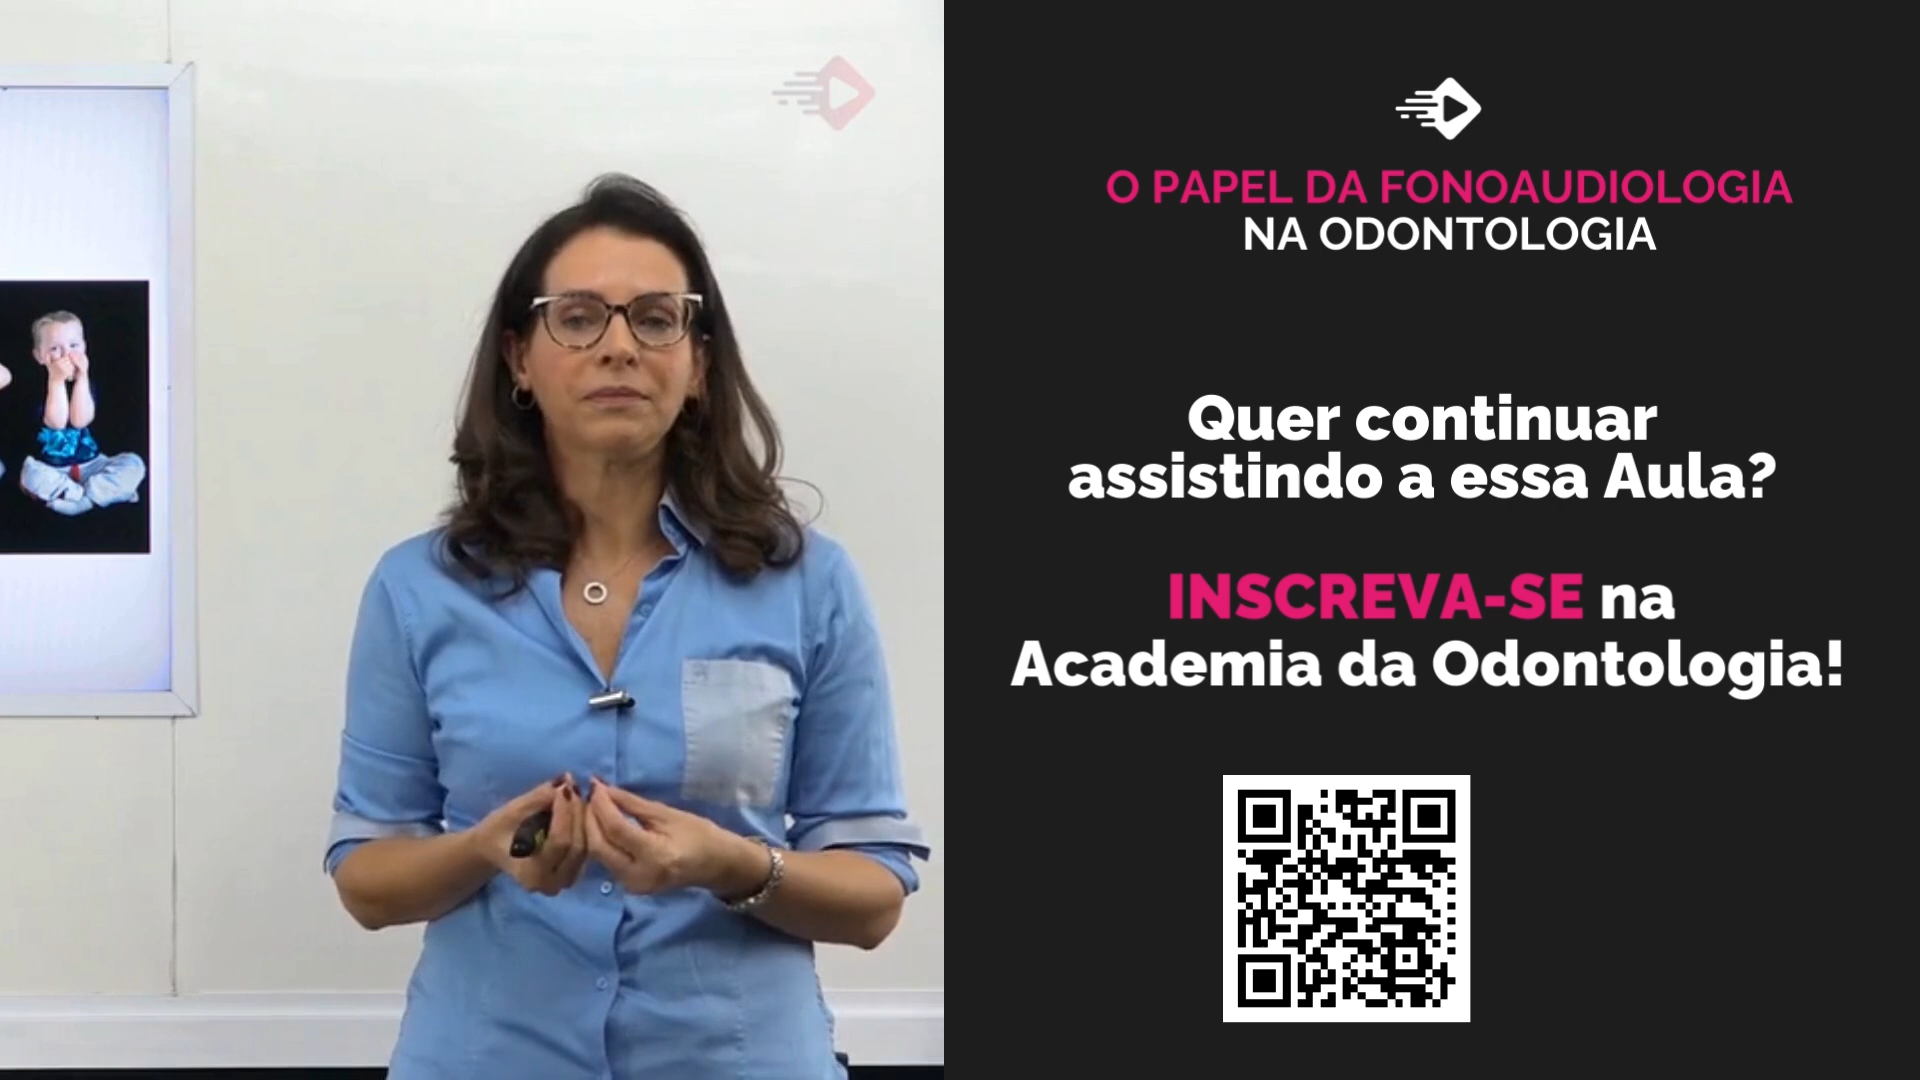 O PAPEL DA FONOAUDIOLOGIA
NA ODONTOLOGIA
Quer continuar
assistindo a essa Aula?
INSCREVA-SE na
Academia da Odontologia!